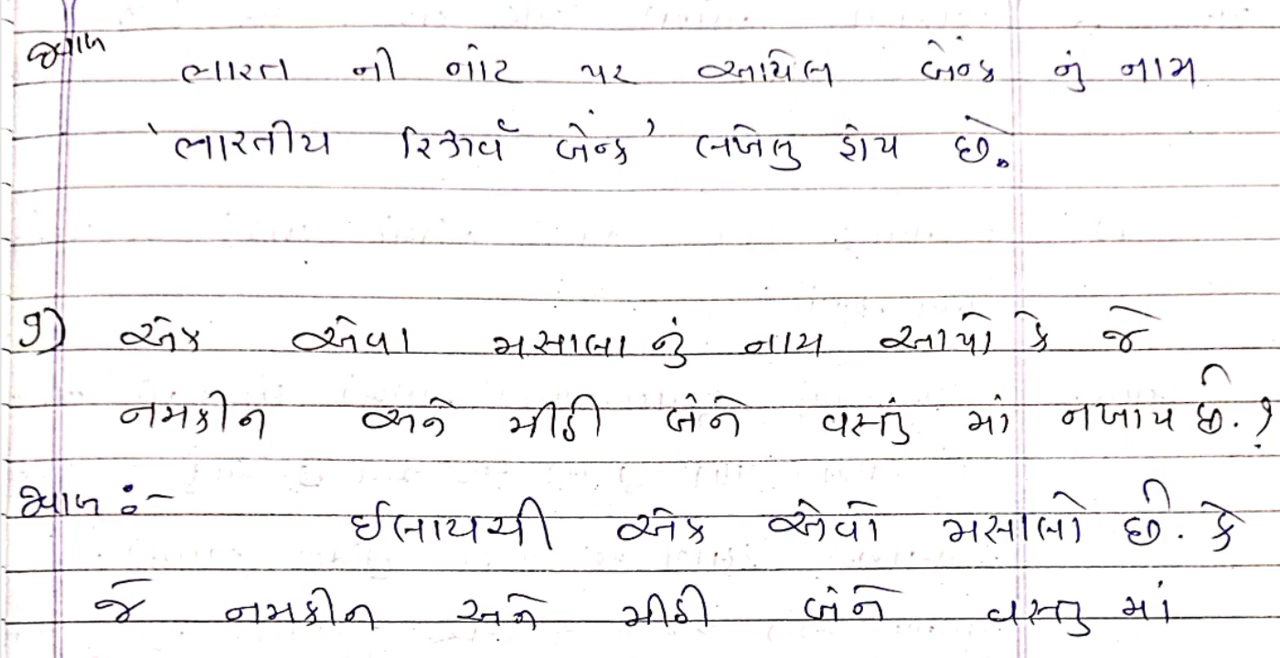 જવાબ
ભારત ની નોટ પર આપેલ બેંન્ક નું નામ
'ભારતીય રિઝર્વ બેન્ક' લખેલુ હોય છે.
9) એક એવા મસાલા નું નામ આપો કે જે
નમકીન અને મીઠી બંને વસ્તું માં નખાય છે.?
જવાબ :-
ઈલાયચી એક એવો મસાલો છે. કે
જે નમકીન અને મીઠી બંને વસ્તુ માં